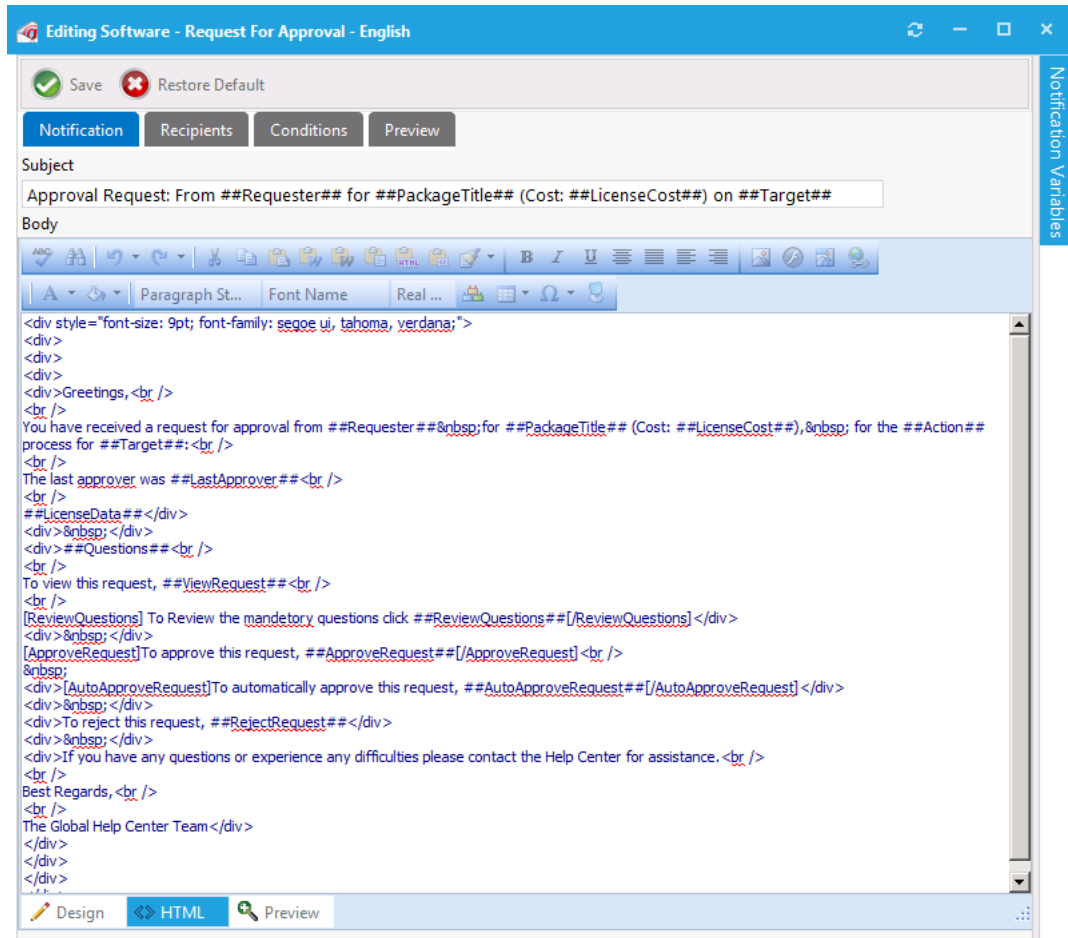 Editing Software - Request For Approval - English
Save
Restore Default
Notification
Recipients
Conditions
Preview
Notification Variables
Subject
Approval Request: From ##Requester## for ##PackageTitle## (Cost: ##LicenseCost##) on ##Target##
Body
ABC
HTML
B I U
A
Paragraph St...
Font Name
Real ...
Ω
<div style="font-size: 9pt; font-family: segoe ui, tahoma, verdana;">
<div>
<div>
<div>
<div>Greetings,<br />
<br />
You have received a request for approval from ##Requester##&nbsp;for ##PackageTitle## (Cost: ##LicenseCost##),&nbsp; for the ##Action##
process for ##Target##:<br />
<br />
The last approver was ##LastApprover##<br />
<br />
##LicenseData##</div>
<div>&nbsp;</div>
<div>##Questions##<br />
<br />
To view this request, ##ViewRequest##<br />
<br />
[ReviewQuestions] To Review the mandetory questions click ##ReviewQuestions##[/ReviewQuestions]</div>
<div>&nbsp;</div>
[ApproveRequest]To approve this request, ##ApproveRequest##[/ApproveRequest]<br />
&nbsp;
<div>[AutoApproveRequest]To automatically approve this request, ##AutoApproveRequest##[/AutoApproveRequest]</div>
<div>&nbsp;</div>
<div>To reject this request, ##RejectRequest##</div>
<div>&nbsp;</div>
<div>If you have any questions or experience any difficulties please contact the Help Center for assistance.<br />
<br />
Best Regards,<br />
<br />
The Global Help Center Team</div>
</div>
</div>
</div>
Design
HTML
Preview